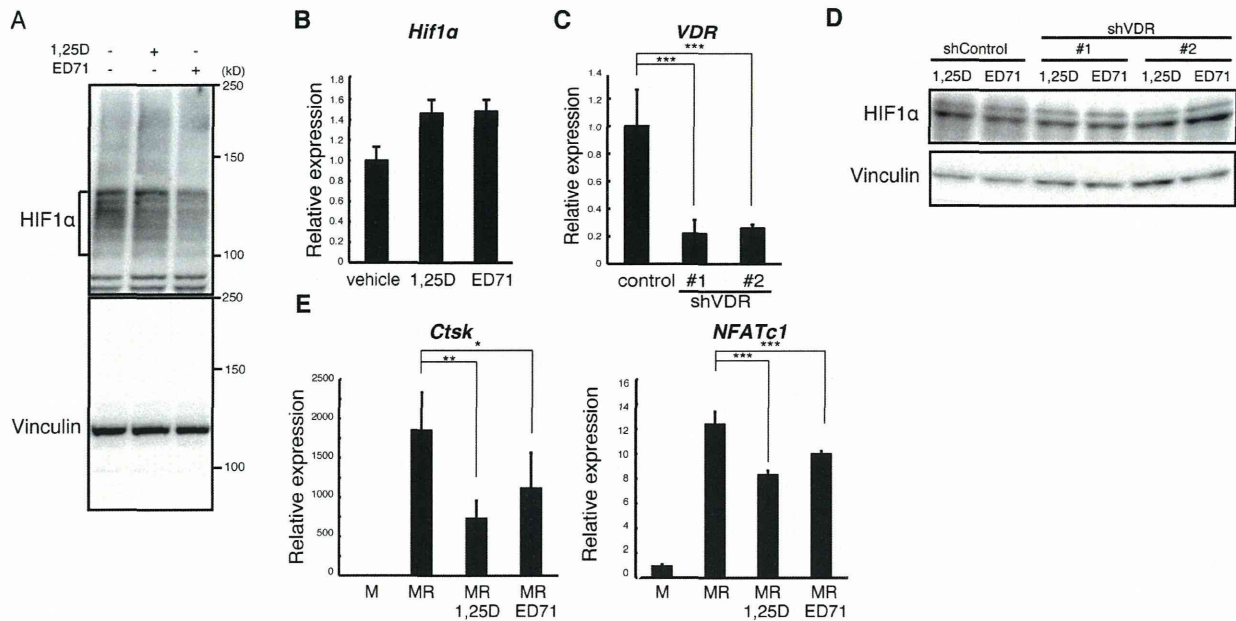 A
1,25D - + -
ED71 - - + (kD)
250
150
HIF1α
100
250
150
Vinculin
100
B
Hif1α
Relative expression
1.8
1.6
1.4
1.2
1.0
0.8
0.6
0.4
0.2
0
vehicle 1,25D ED71
C
VDR
***
***
Relative expression
1.4
1.2
1.0
0.8
0.6
0.4
0.2
0
control #1 #2
shVDR
D
shVDR
shControl #1 #2
1,25D ED71 1,25D ED71 1,25D ED71
HIF1α
Vinculin
E
Ctsk
*
**
Relative expression
2500
2000
1500
1000
500
0
M MR MR MR
1,25D ED71
NFATc1
***
***
Relative expression
16
14
12
10
8
6
4
2
0
M MR MR MR
1,25D ED71